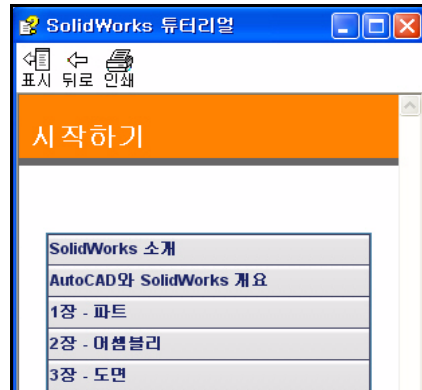 SolidWorks 튜터리얼
표시 뒤로 인쇄
시작하기
SolidWorks 소개
AutoCAD와 SolidWorks 개요
1장 - 파트
2장 - 어셈블리
3장 - 도면